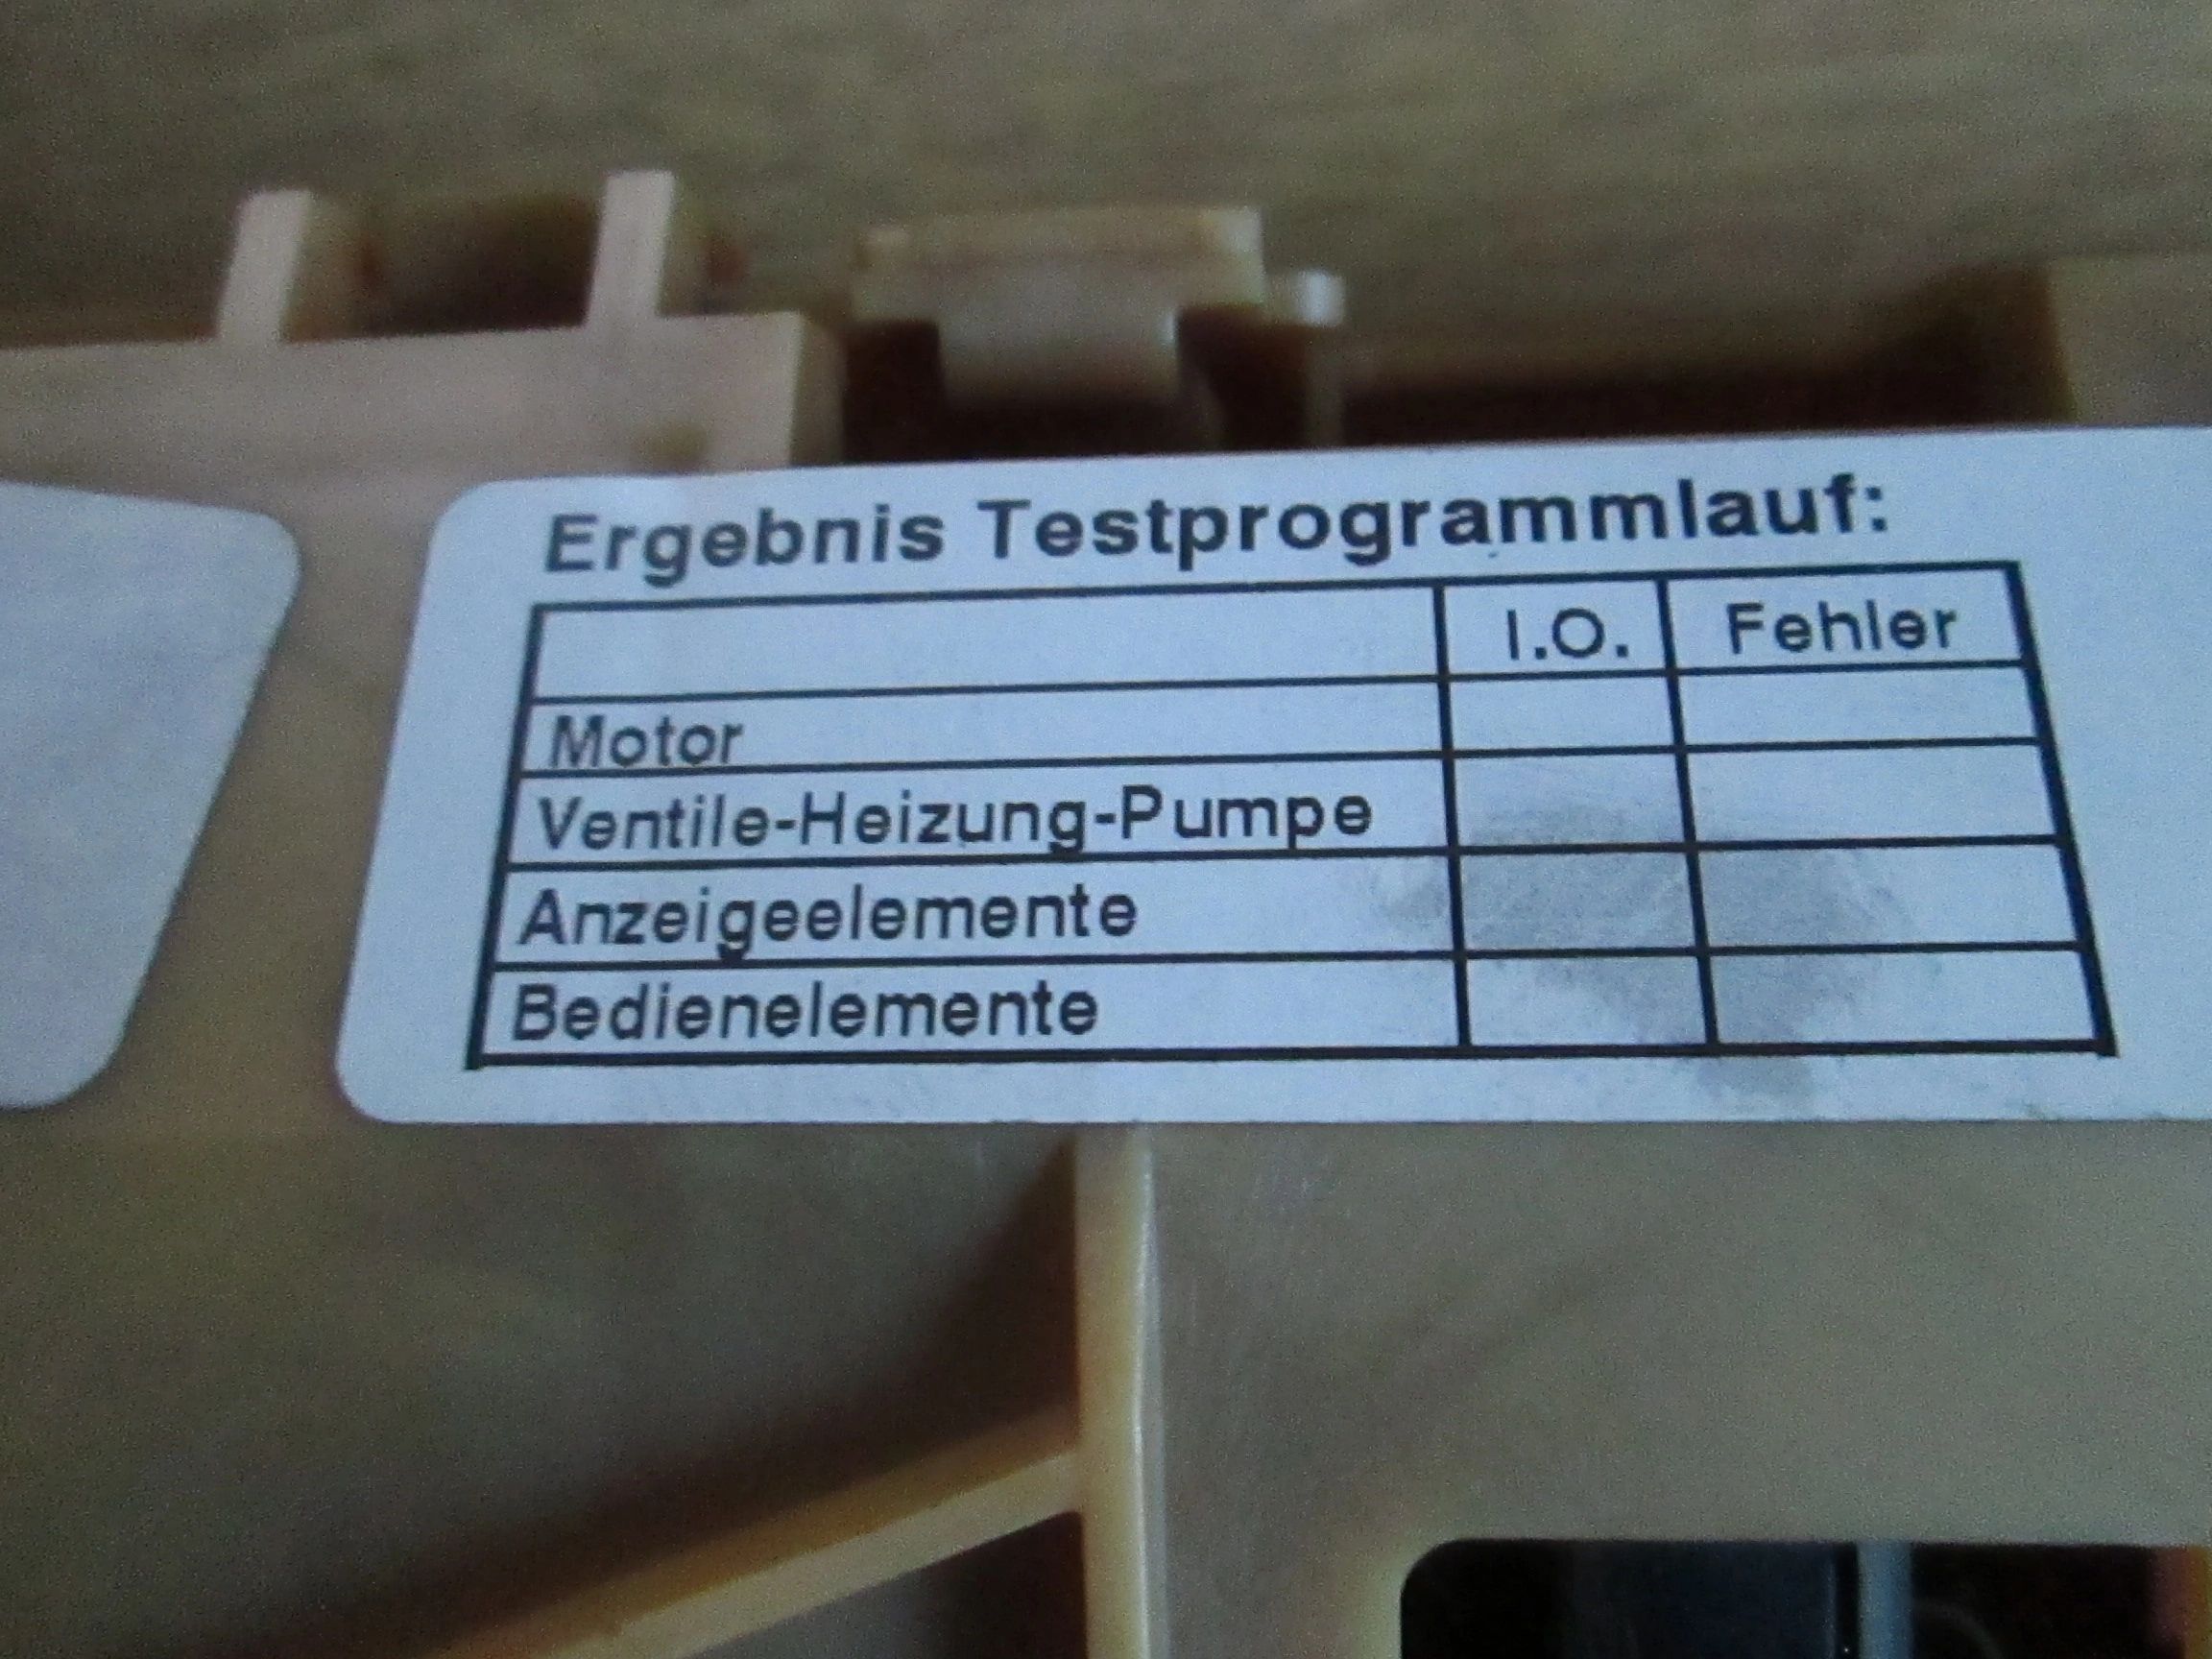 Ergebnis Testprogrammlauf:
I.O. Fehler
Motor
Ventile-Heizung-Pumpe
Anzeigeelemente
Bedienelemente